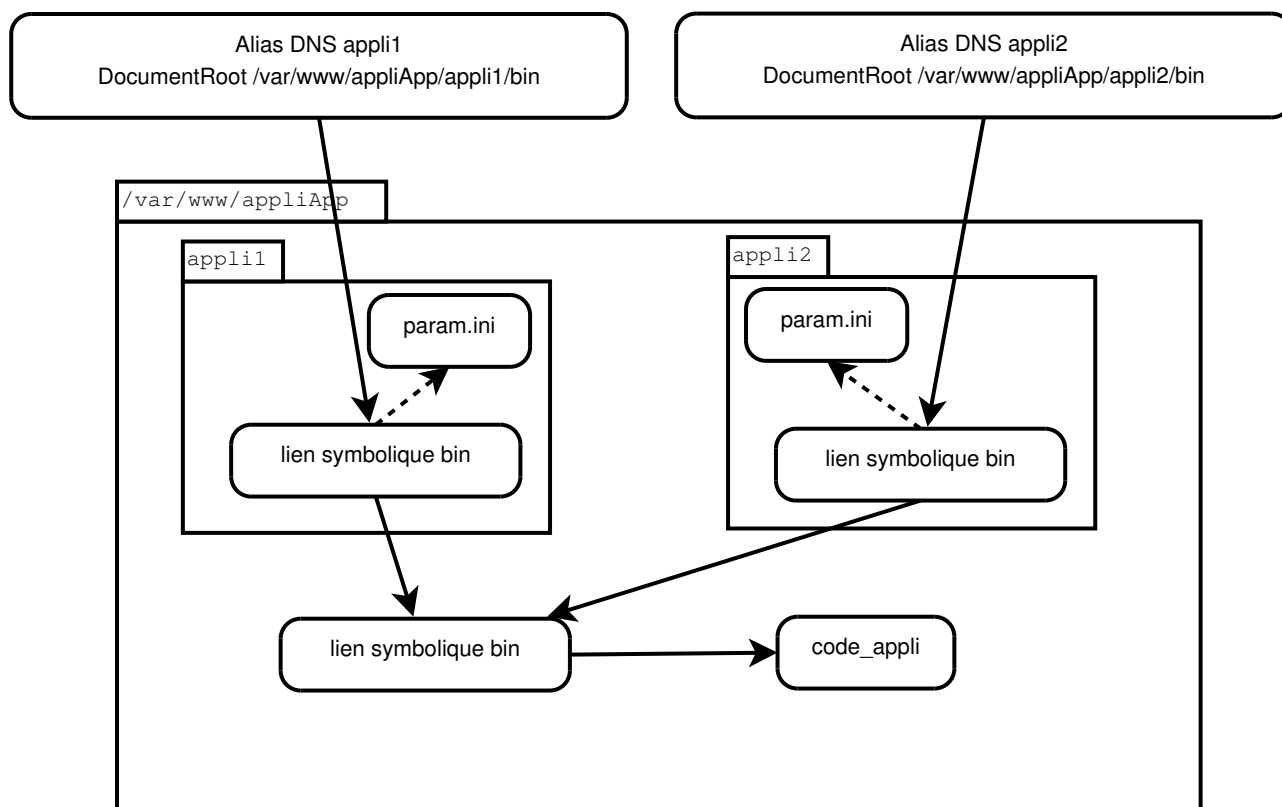 Alias DNS appli1
DocumentRoot /var/www/appliApp/appli1/bin
Alias DNS appli2
DocumentRoot /var/www/appliApp/appli2/bin
/var/www/appliApp
appli1
appli2
param.ini
param.ini
lien symbolique bin
lien symbolique bin
lien symbolique bin
code_appli